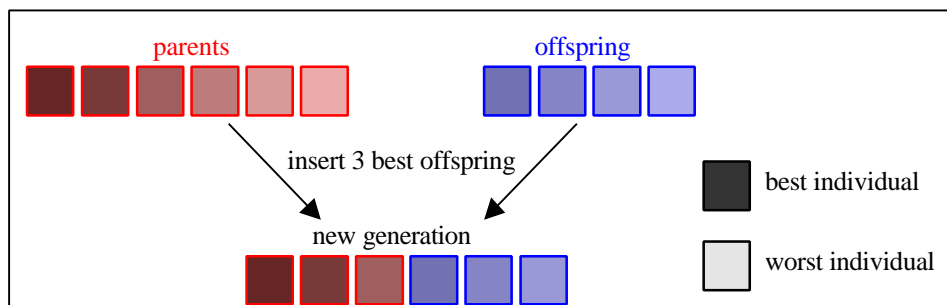 parents
offspring
insert 3 best offspring
best individual
new generation
worst individual